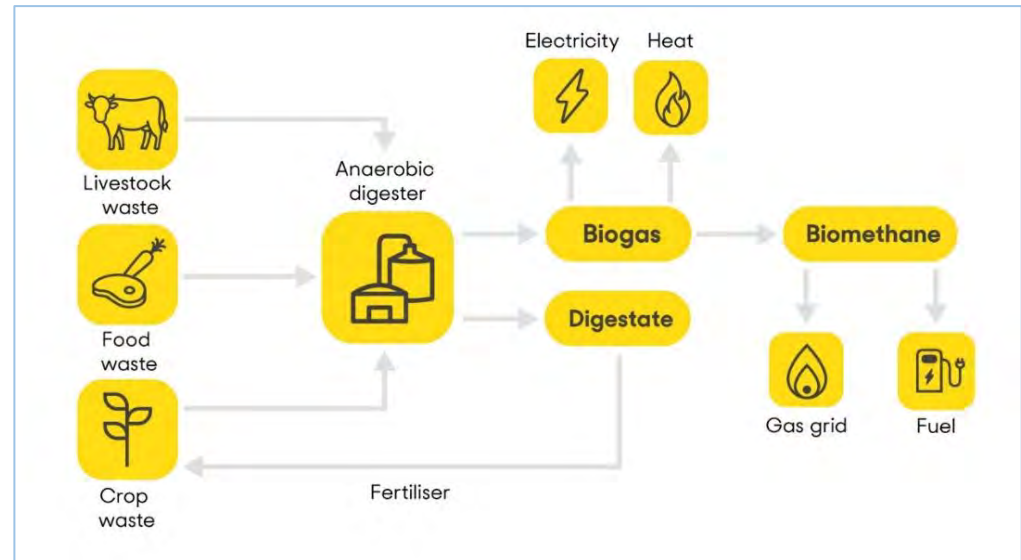 Electricity
Heat
Livestock
waste
Anaerobic
digester
Biogas
Biomethane
Food
waste
Digestate
Gas grid
Fuel
Crop
waste
Fertiliser